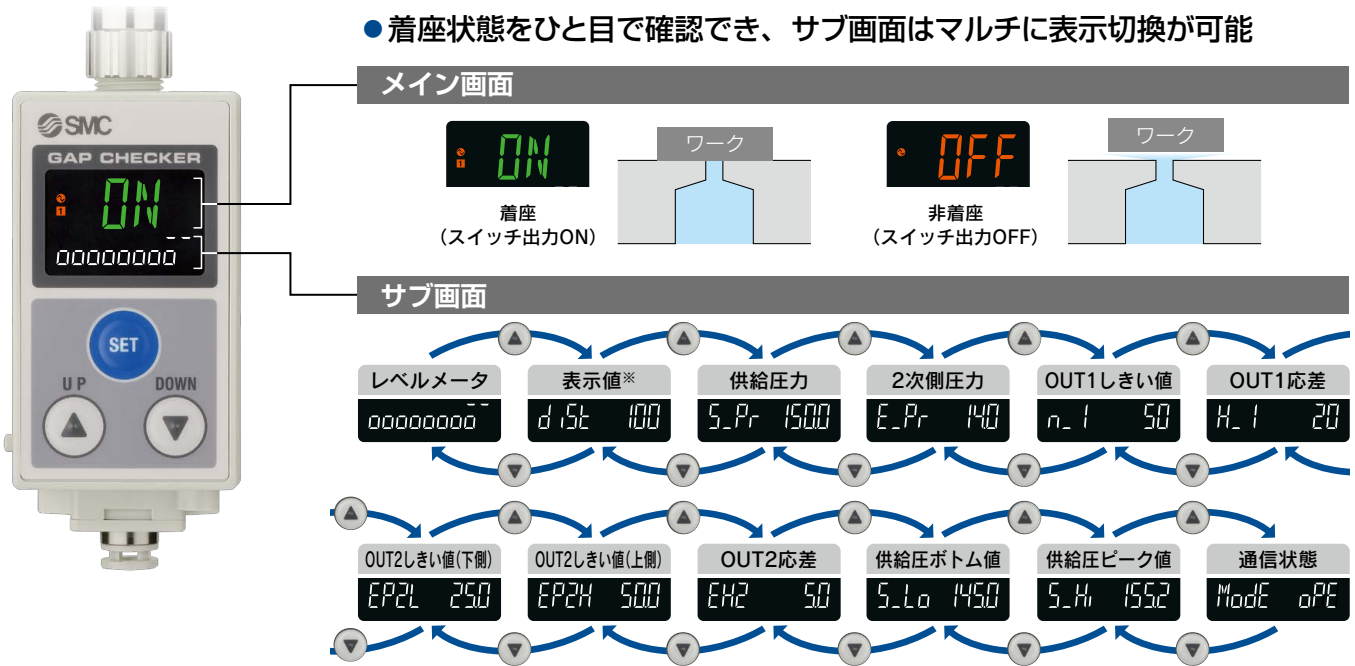 ●着座状態をひと目で確認でき、サブ画面はマルチに表示切換が可能
SMC
GAP CHECKER
1
ON
oooooooo
SET
UP DOWN
メイン画面
1
ON
ワーク
着座
(スイッチ出力ON)
OFF
ワーク
非着座
(スイッチ出力OFF)
サブ画面
レベルメータ 表示値※ 供給圧力 2次側圧力 OUT1しきい値 OUT1応差
oooooooo diSt 100 S_Pr 150.0 E_Pr 14.0 n_1 50 H_1 20
OUT2しきい値(下側) OUT2しきい値(上側) OUT2応差 供給圧ボトム値 供給圧ピーク値 通信状態
EP2L 25.0 EP2H 50.0 EH2 5.0 S_Lo 145.0 S_Hi 155.2 ModE oPE